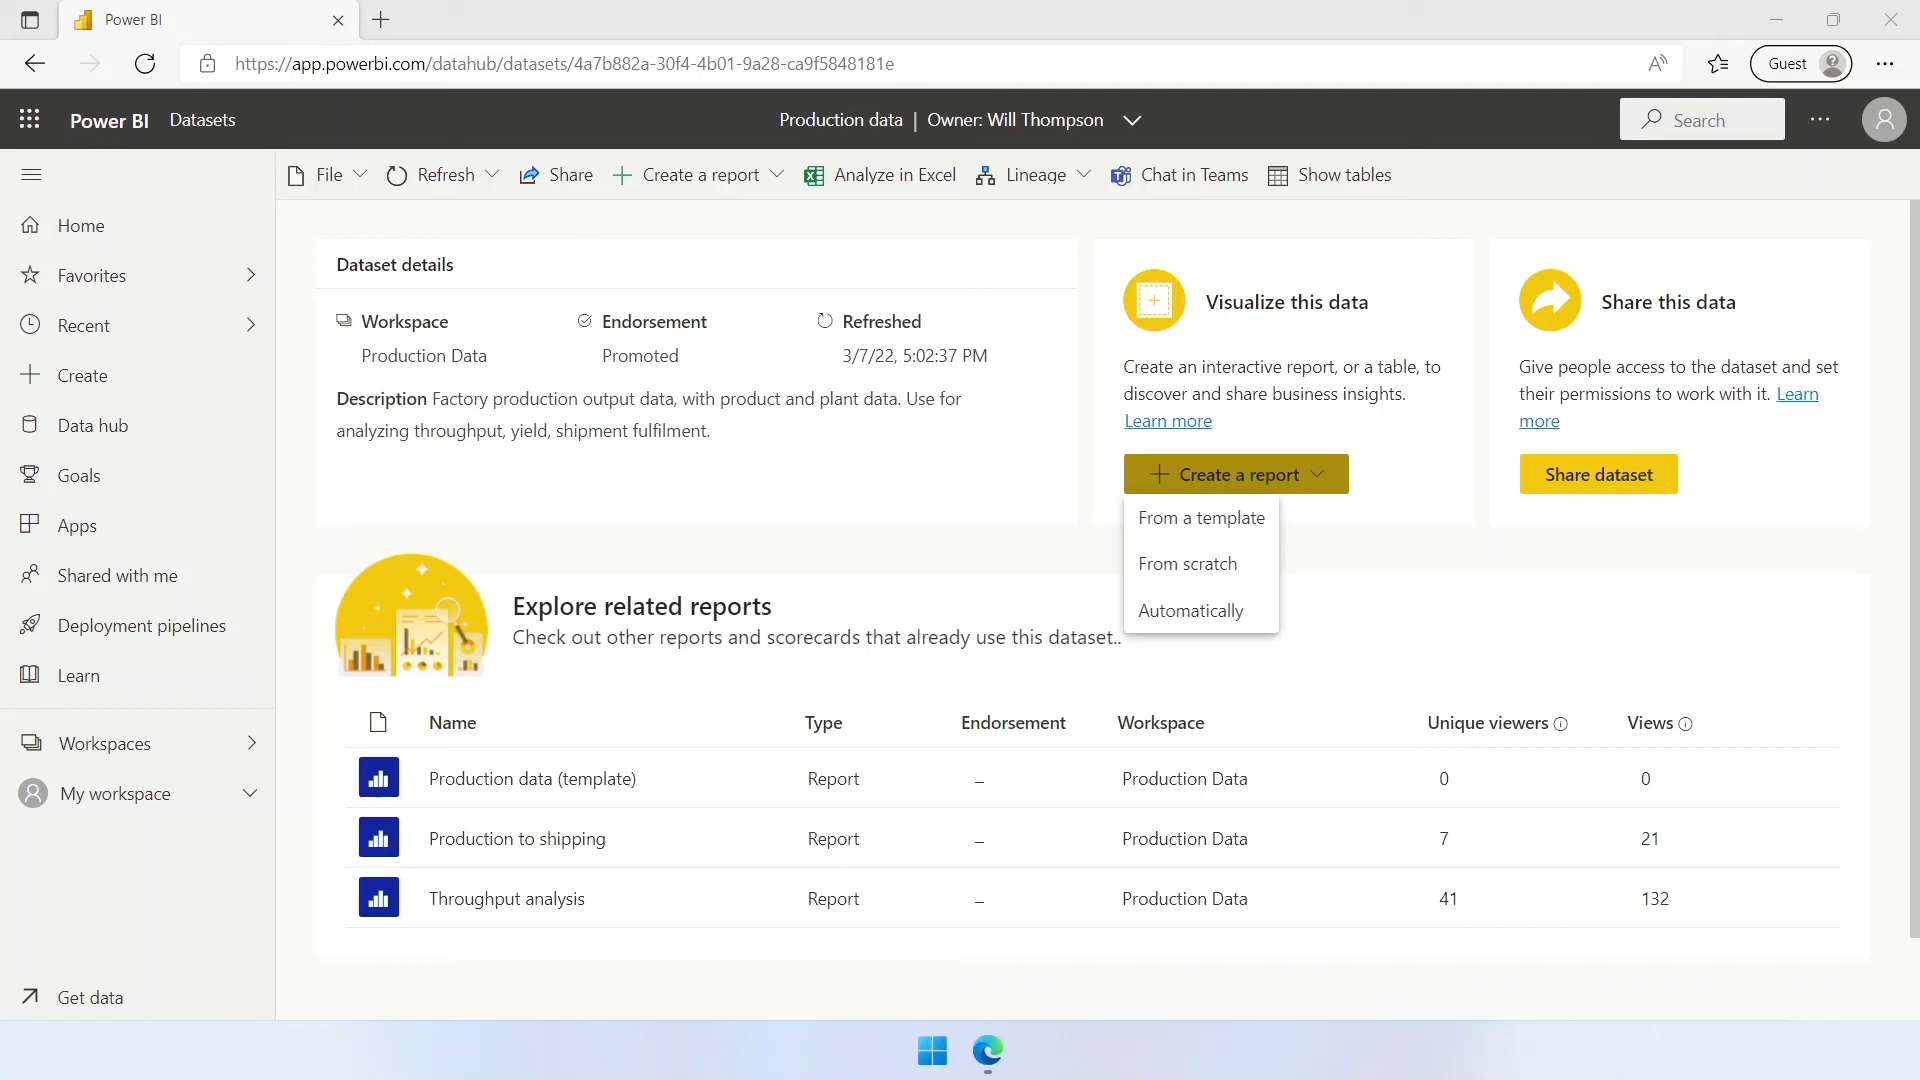 Power BI
https://app.powerbi.com/datahub/datasets/4a7b882a-30f4-4b01-9a28-ca9f5848181e
Guest
Power BI Datasets
Production data | Owner: Will Thompson
Search
File Refresh Share Create a report Analyze in Excel Lineage Chat in Teams Show tables
Home
Favorites
Recent
Create
Data hub
Goals
Apps
Shared with me
Deployment pipelines
Learn
Workspaces
My workspace
Get data
Dataset details
Workspace Endorsement Refreshed
Production Data Promoted 3/7/22, 5:02:37 PM
Description Factory production output data, with product and plant data. Use for
analyzing throughput, yield, shipment fulfilment.
Visualize this data
Create an interactive report, or a table, to
discover and share business insights.
Learn more
Create a report
From a template
From scratch
Automatically
Share this data
Give people access to the dataset and set
their permissions to work with it. Learn
more
Share dataset
Explore related reports
Check out other reports and scorecards that already use this dataset..
Name Type Endorsement Workspace Unique viewers Views
Production data (template) Report – Production Data 0 0
Production to shipping Report – Production Data 7 21
Throughput analysis Report – Production Data 41 132